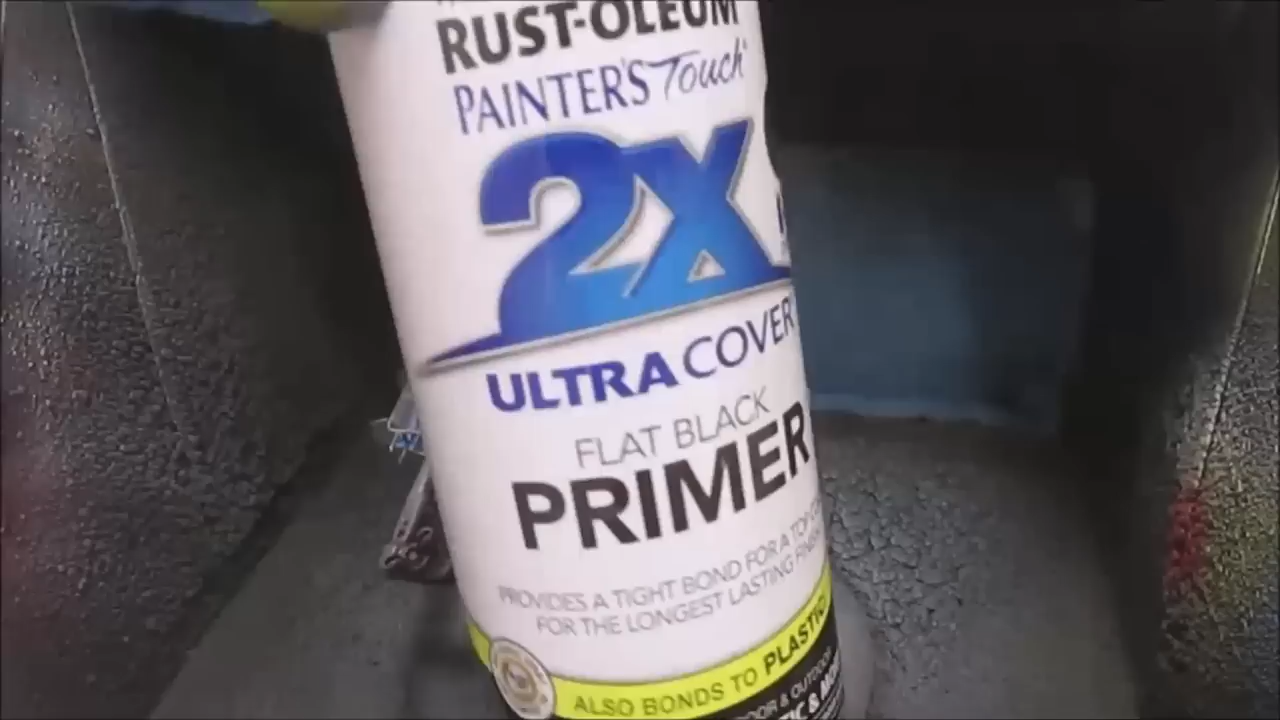 RUST-OLEUM
PAINTER'S Touch
2X
ULTRA COVER
FLAT BLACK
PRIMER
PROVIDES A TIGHT BOND FOR A TOP
FOR THE LONGEST LASTING FINISH
ALSO BONDS TO PLASTIC
& OUTDOOR